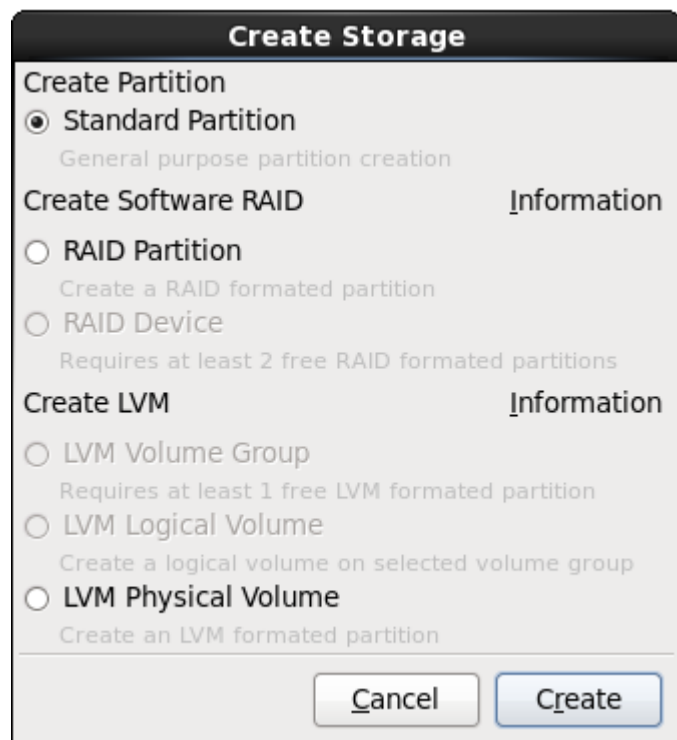 Create Storage
Create Partition
Standard Partition
General purpose partition creation
Create Software RAID Information
RAID Partition
Create a RAID formated partition
RAID Device
Requires at least 2 free RAID formated partitions
Create LVM Information
LVM Volume Group
Requires at least 1 free LVM formated partition
LVM Logical Volume
Create a logical volume on selected volume group
LVM Physical Volume
Create an LVM formated partition
Cancel Create